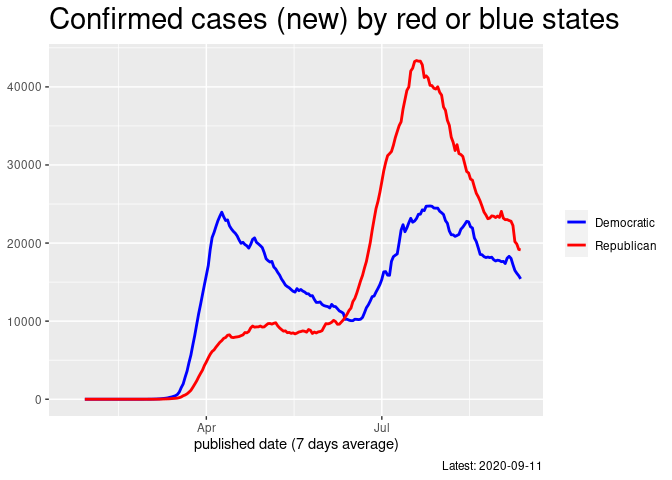 Confirmed cases (new) by red or blue states
40000
30000
20000
10000
0
Democratic
Republican
Apr
Jul
published date (7 days average)
Latest: 2020-09-11